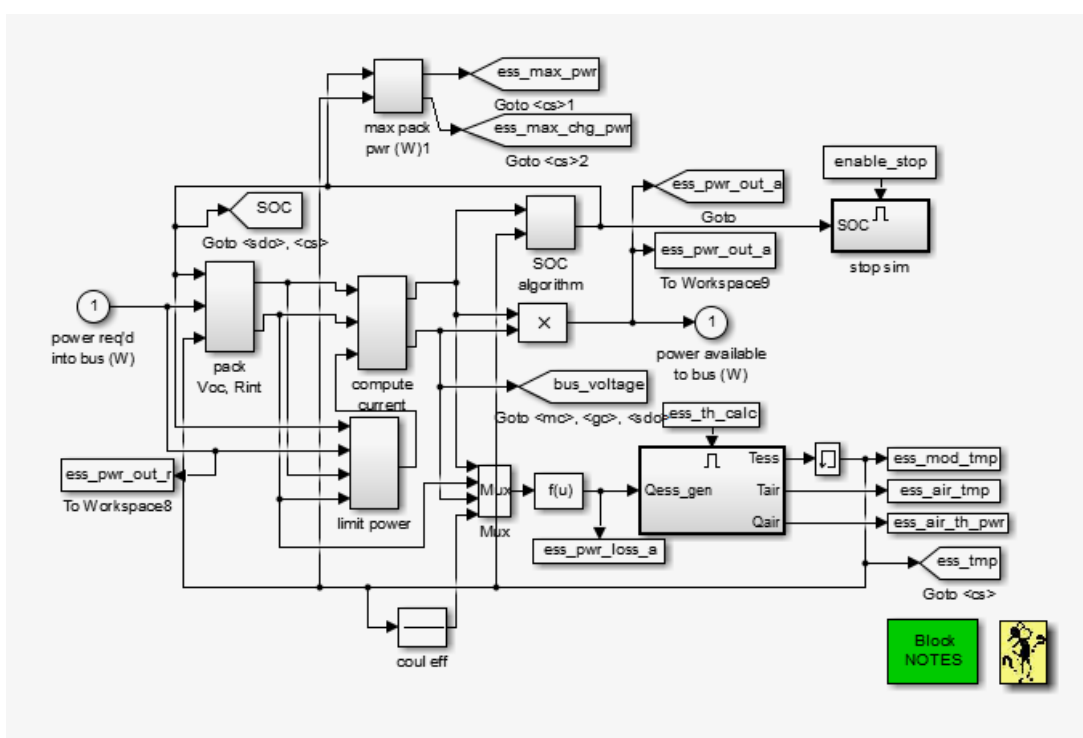 ess_max_pwr
Goto <cs>1
max pack
pwr (W)1
ess_max_chg_pwr
Goto <cs>2
enable_stop
ess_pwr_out_a
Goto
SOC
stop sim
SOC
Goto <sdo>, <cs>
SOC
algorithm
ess_pwr_out_a
To Workspace9
1
power req'd
into bus (W)
pack
Voc, Rint
compute
current
×
1
power available
to bus (W)
bus_voltage
Goto <mc>, <gc>, <sdo>
ess_th_calc
ess_pwr_out_r
To Workspace8
limit power
Mux
Mux
f(u)
ess_pwr_loss_a
Qess_gen
Tess
Tair
Qair
ess_mod_tmp
ess_air_tmp
ess_air_th_pwr
ess_tmp
Goto <cs>
coul eff
Block
NOTES